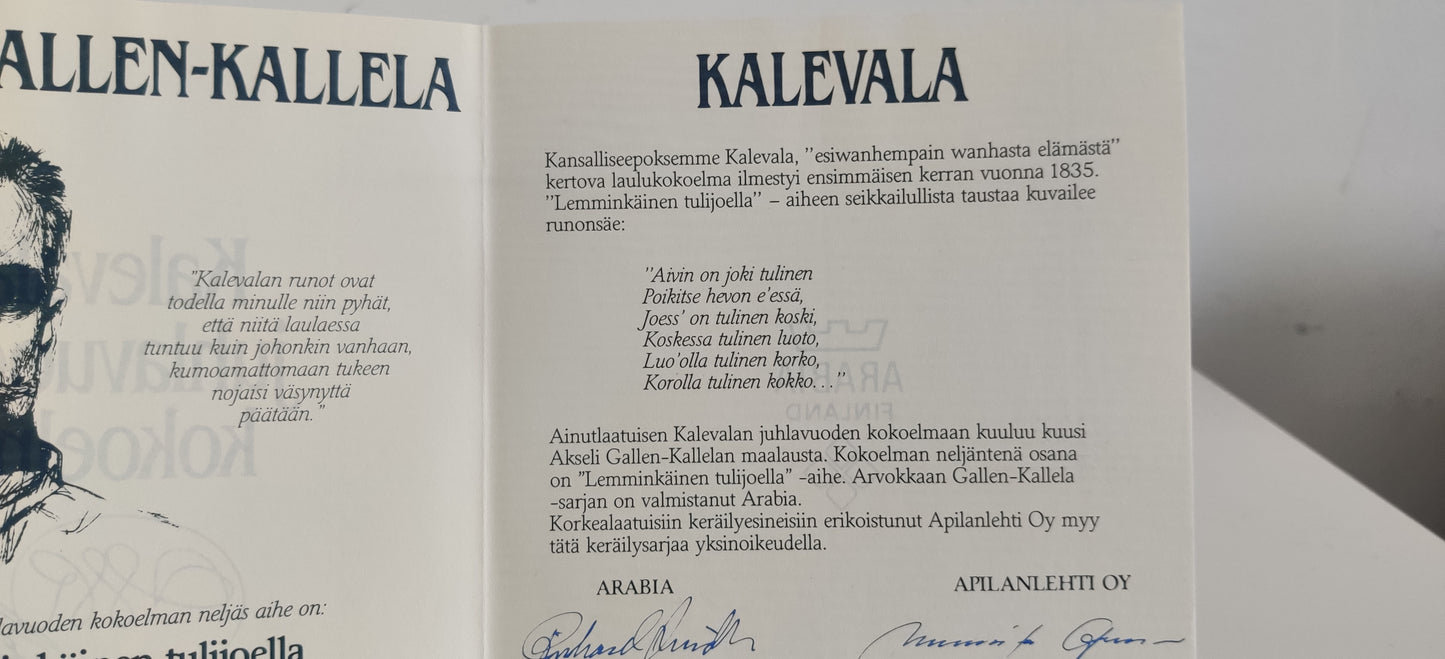 ALLEN-KALLELA
"Kalevalan runot ovat
todella minulle niin pyhät,
että niitä laulaessa
tuntuu kuin johonkin vanhaan,
kumoamattomaan tukeen
nojaisi väsynyttä
päätään."
kokoelman neljäs aihe on:
tulijoella
KALEVALA
Kansalliseepoksemme Kalevala, "esiwanhempain wanhasta elämästä"
kertova laulukokoelma ilmestyi ensimmäisen kerran vuonna 1835.
"Lemminkäinen tulijoella" – aiheen seikkailullista taustaa kuvailee
runonsäe:
"Aivin on joki tulinen
Poikitse hevon e'essä,
Joess' on tulinen koski,
Koskessa tulinen luoto,
Luo'olla tulinen korko,
Korolla tulinen kokko..."
ARABIA
FINLAND
Ainutlaatuisen Kalevalan juhlavuoden kokoelmaan kuuluu kuusi
Akseli Gallen-Kallelan maalausta. Kokoelman neljäntenä osana
on "Lemminkäinen tulijoella" -aihe. Arvokkaan Gallen-Kallela
-sarjan on valmistanut Arabia.
Korkealaatuisiin keräilyesineisiin erikoistunut Apilanlehti Oy myy
tätä keräilysarjaa yksinoikeudella.
ARABIA APILANLEHTI OY